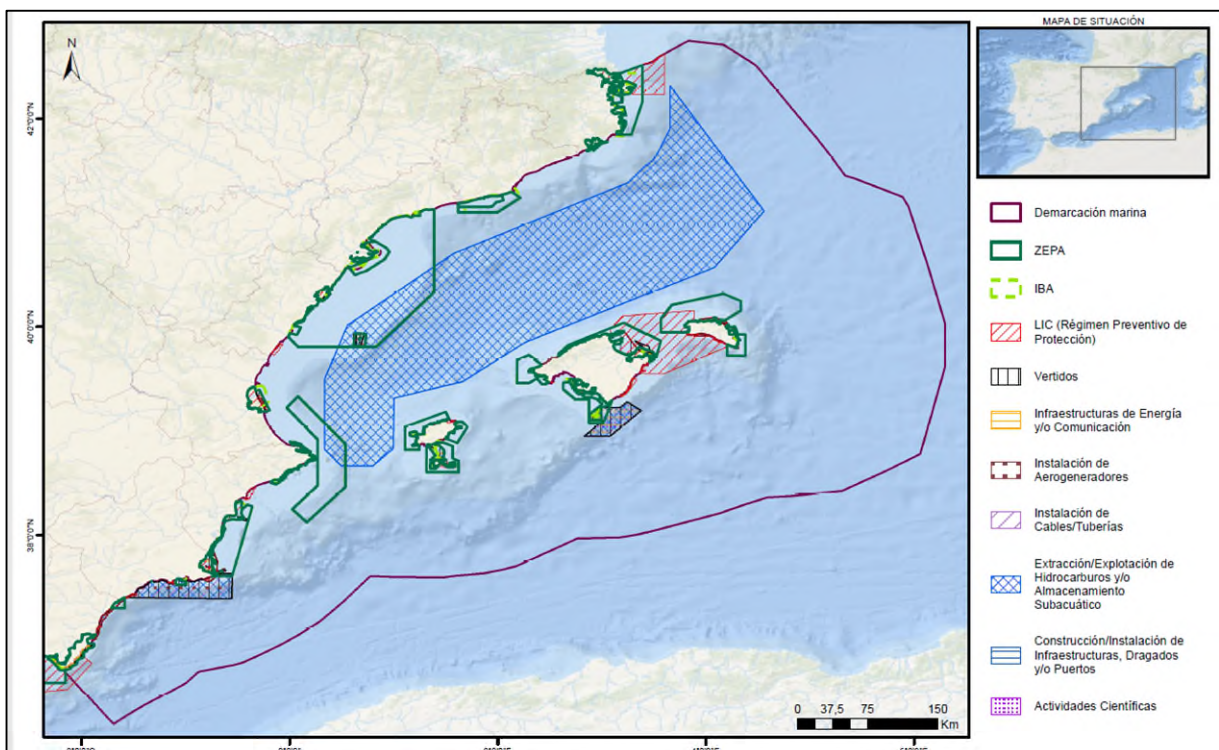 MAPA DE SITUACIÓN
N
42°0'0"N
40°0'0"N
38°0'0"N
Demarcación marina
ZEPA
IBA
LIC (Régimen Preventivo de
Protección)
Vertidos
Infraestructuras de Energía
y/o Comunicación
Instalación de
Aerogeneradores
Instalación de
Cables/Tuberías
Extracción/Explotación de
Hidrocarburos y/o
Almacenamiento
Subacuático
Construcción/Instalación de
Infraestructuras, Dragados
y/o Puertos
Actividades Científicas
0 37,5 75 150
Km